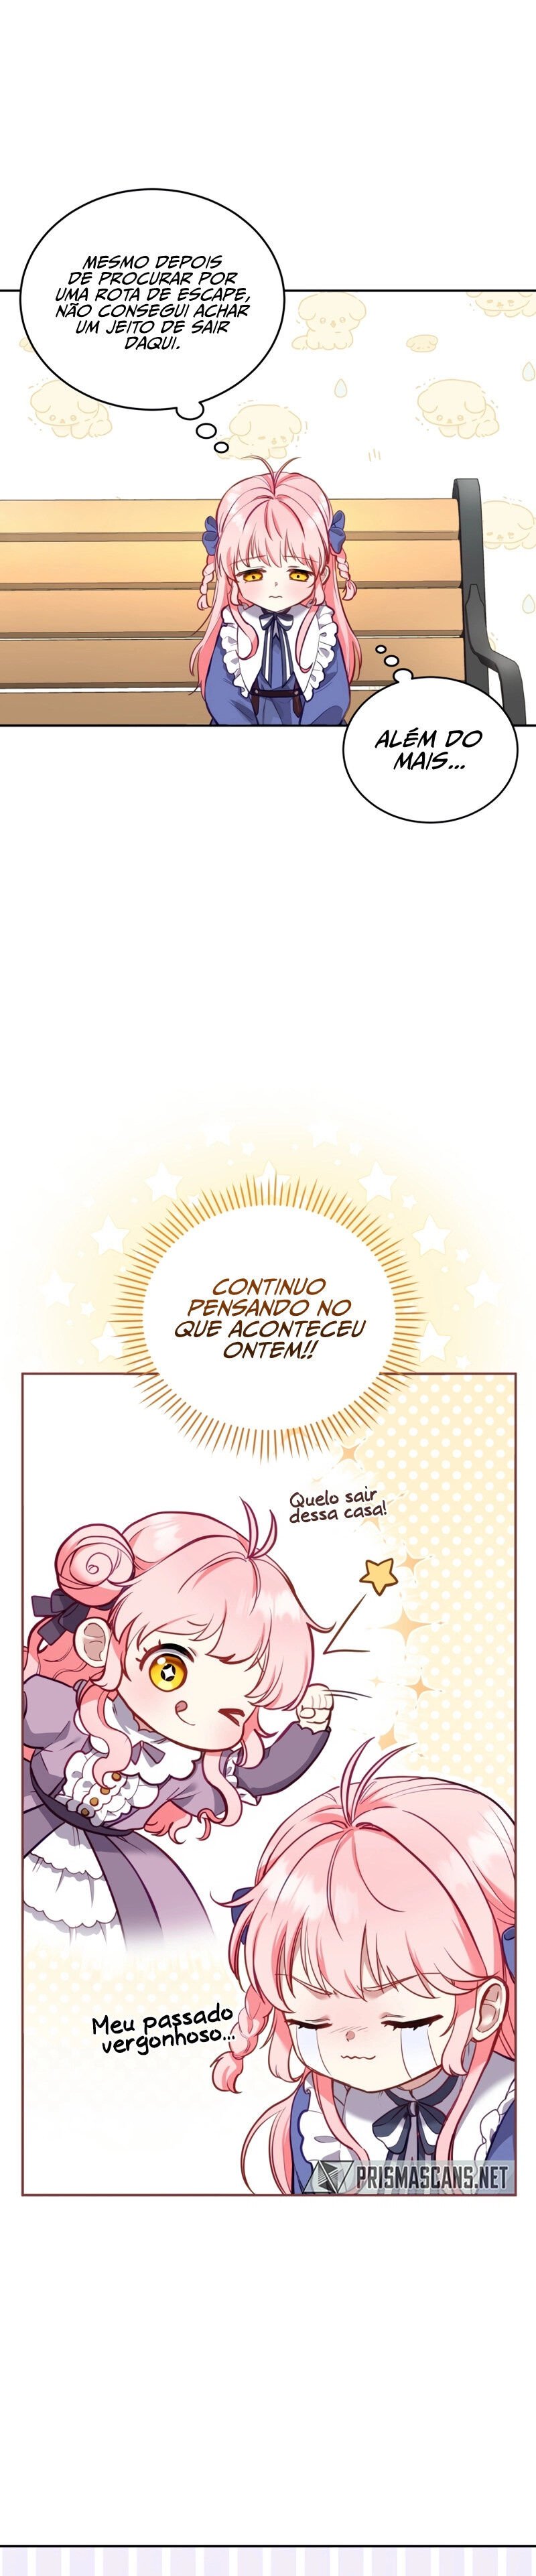 MESMO DEPOIS
DE PROCURAR POR
UMA ROTA DE ESCAPE,
NÃO CONSEGUI ACHAR
UM JEITO DE SAIR
DAQUI.
ALÉM DO
MAIS...
CONTINUO
PENSANDO NO
QUE ACONTECEU
ONTEM!!
Quelo sair
dessa casa!
Meu passado
vergonhoso...
PRISMASCANS.NET